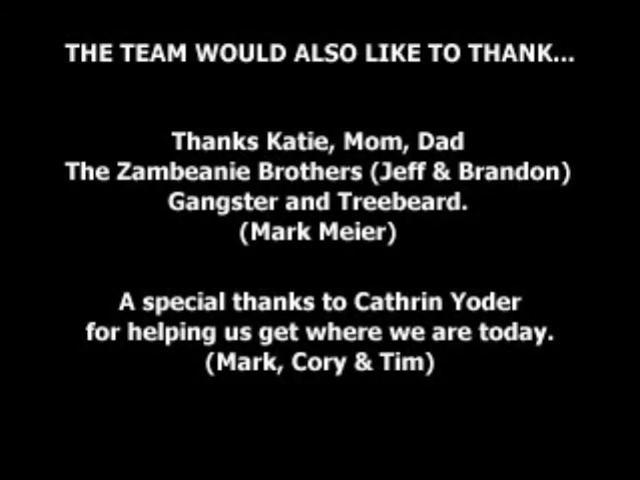 THE TEAM WOULD ALSO LIKE TO THANK...
Thanks Katie, Mom, Dad
The Zambeanie Brothers (Jeff & Brandon)
Gangster and Treebeard.
(Mark Meier)
A special thanks to Cathrin Yoder
for helping us get where we are today.
(Mark, Cory & Tim)